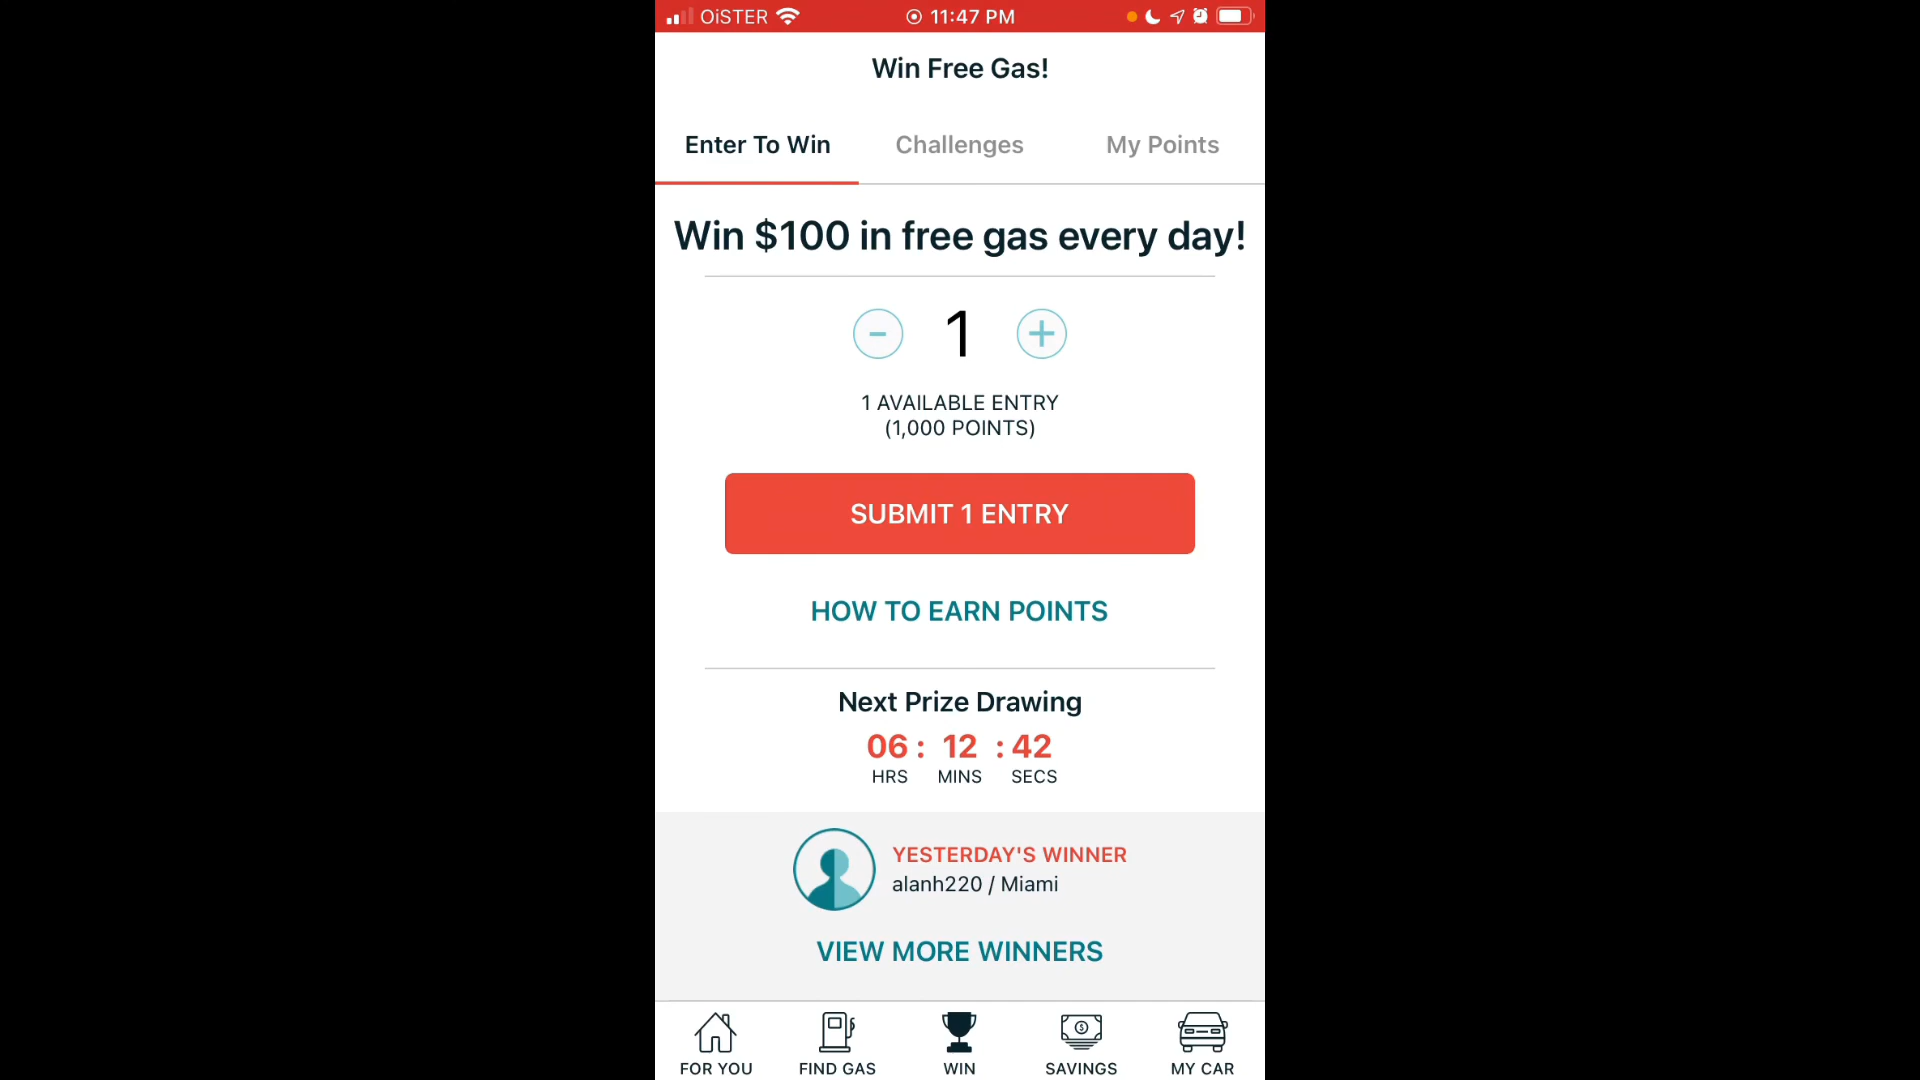 OiSTER 11:47 PM
Win Free Gas!
Enter To Win Challenges My Points
Win $100 in free gas every day!
- 1 +
1 AVAILABLE ENTRY
(1,000 POINTS)
SUBMIT 1 ENTRY
HOW TO EARN POINTS
Next Prize Drawing
06 : 12 : 42
HRS MINS SECS
YESTERDAY'S WINNER
alanh220 / Miami
VIEW MORE WINNERS
FOR YOU FIND GAS WIN SAVINGS MY CAR